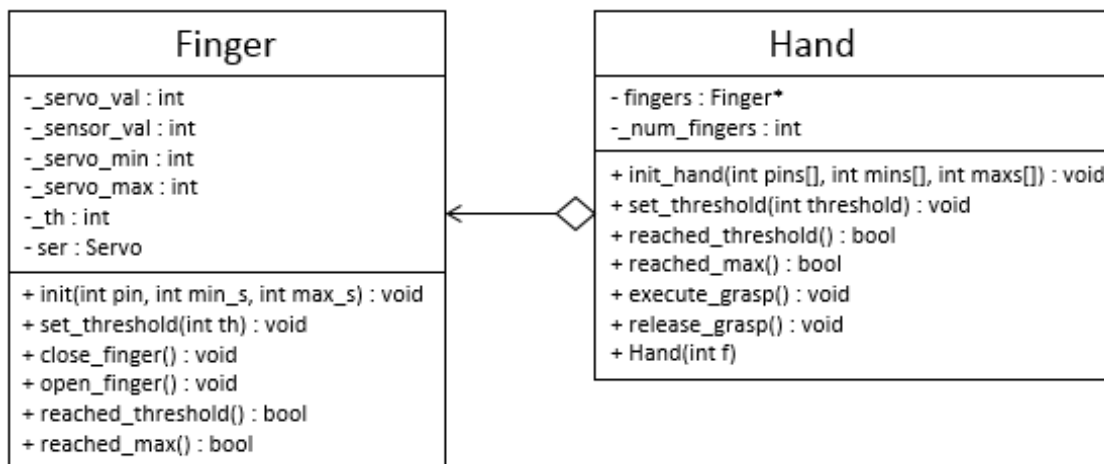 Finger
-_servo_val : int
-_sensor_val : int
-_servo_min : int
-_servo_max : int
-_th : int
- ser : Servo
+ init(int pin, int min_s, int max_s) : void
+ set_threshold(int th) : void
+ close_finger() : void
+ open_finger() : void
+ reached_threshold() : bool
+ reached_max() : bool
Hand
- fingers : Finger*
-_num_fingers : int
+ init_hand(int pins[], int mins[], int maxs[]) : void
+ set_threshold(int threshold) : void
+ reached_threshold() : bool
+ reached_max() : bool
+ execute_grasp() : void
+ release_grasp() : void
+ Hand(int f)